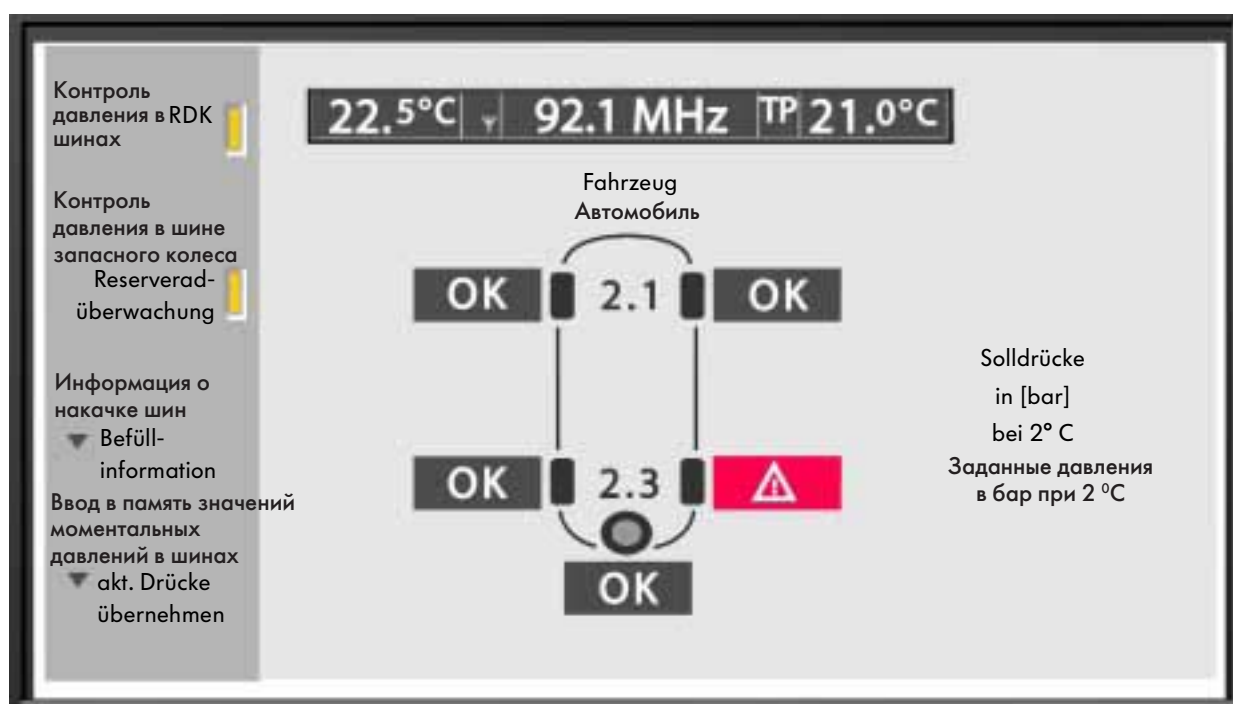 Контроль
давления в RDK
шинах
Контроль
давления в шине
запасного колеса
Reserverad-
überwachung
Информация о
накачке шин
Befüll-
information
Ввод в память значений
моментальных
давлений в шинах
akt. Drücke
übernehmen
22.5°C 92.1 MHz TP 21.0°C
Fahrzeug
Автомобиль
OK 2.1 OK
OK 2.3
OK
Solldrücke
in [bar]
bei 2° C
Заданные давления
в бар при 2 ⁰C